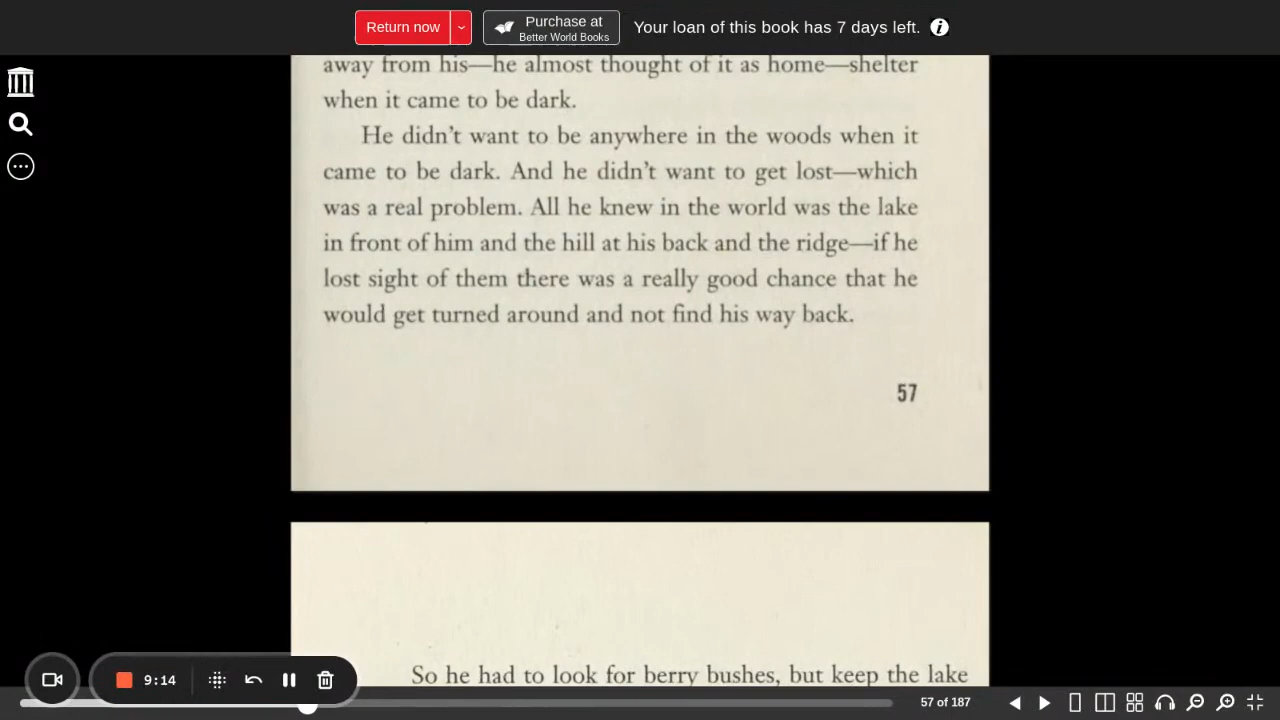 Return now
Purchase at
Better World Books
Your loan of this book has 7 days left.
away from his—he almost thought of it as home—shelter
when it came to be dark.
He didn't want to be anywhere in the woods when it
came to be dark. And he didn't want to get lost—which
was a real problem. All he knew in the world was the lake
in front of him and the hill at his back and the ridge—if he
lost sight of them there was a really good chance that he
would get turned around and not find his way back.
57
So he had to look for berry bushes, but keep the lake
9:14
57 of 187